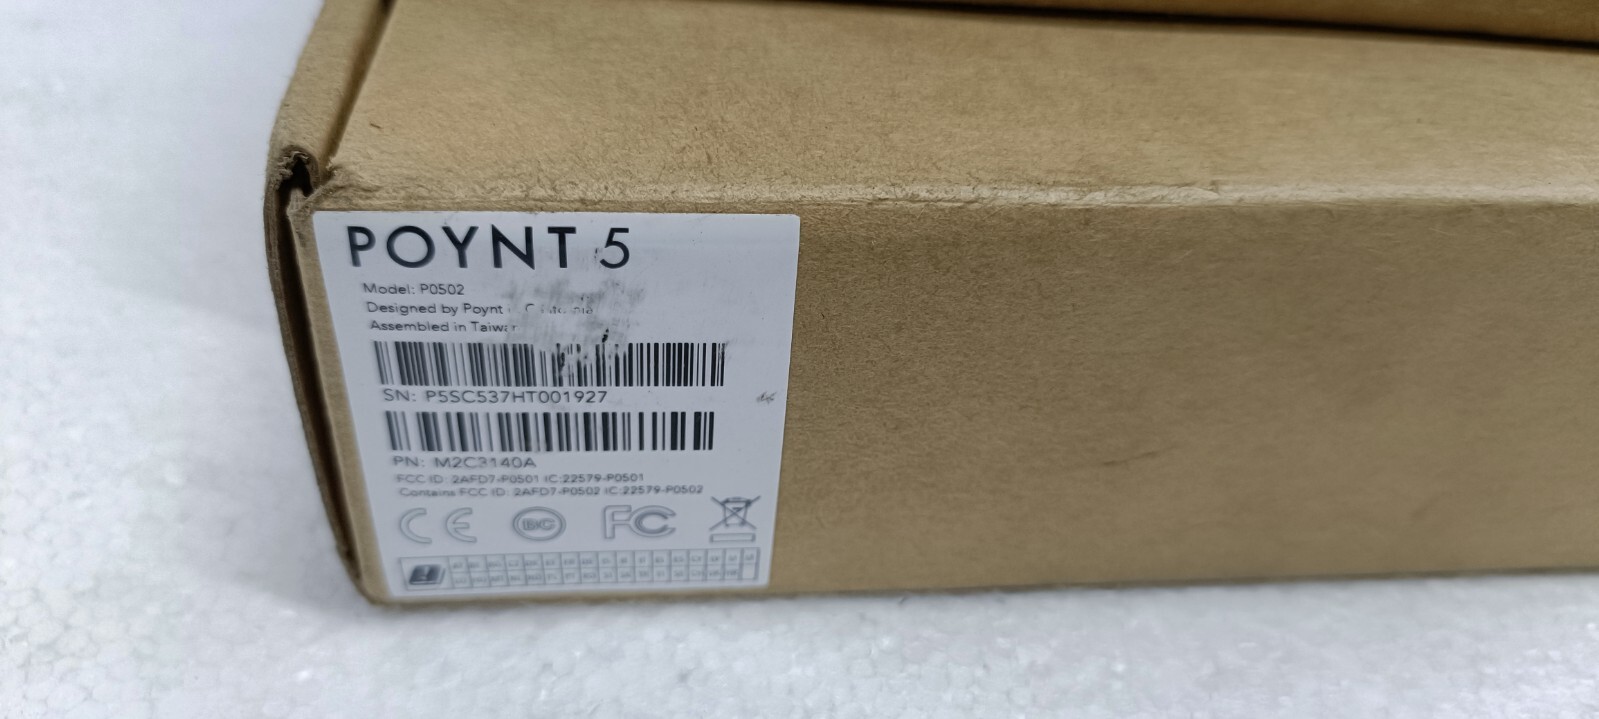 POYNT 5
Model: P0502
Designed by Poynt
Assembled in Taiwan
SN: P5SC537HT001927
PN: M2C3140A
FCC ID: 2AFD7-P0501 IC:22579-P0501
Contains FCC ID: 2AFD7-P0502 IC:22579-P0502
CE BC FC